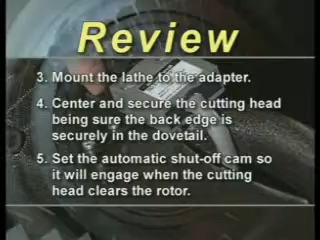 Review
3. Mount the lathe to the adapter.
4. Center and secure the cutting head
being sure the back edge is
securely in the dovetail.
5. Set the automatic shut-off cam so
it will engage when the cutting
head clears the rotor.